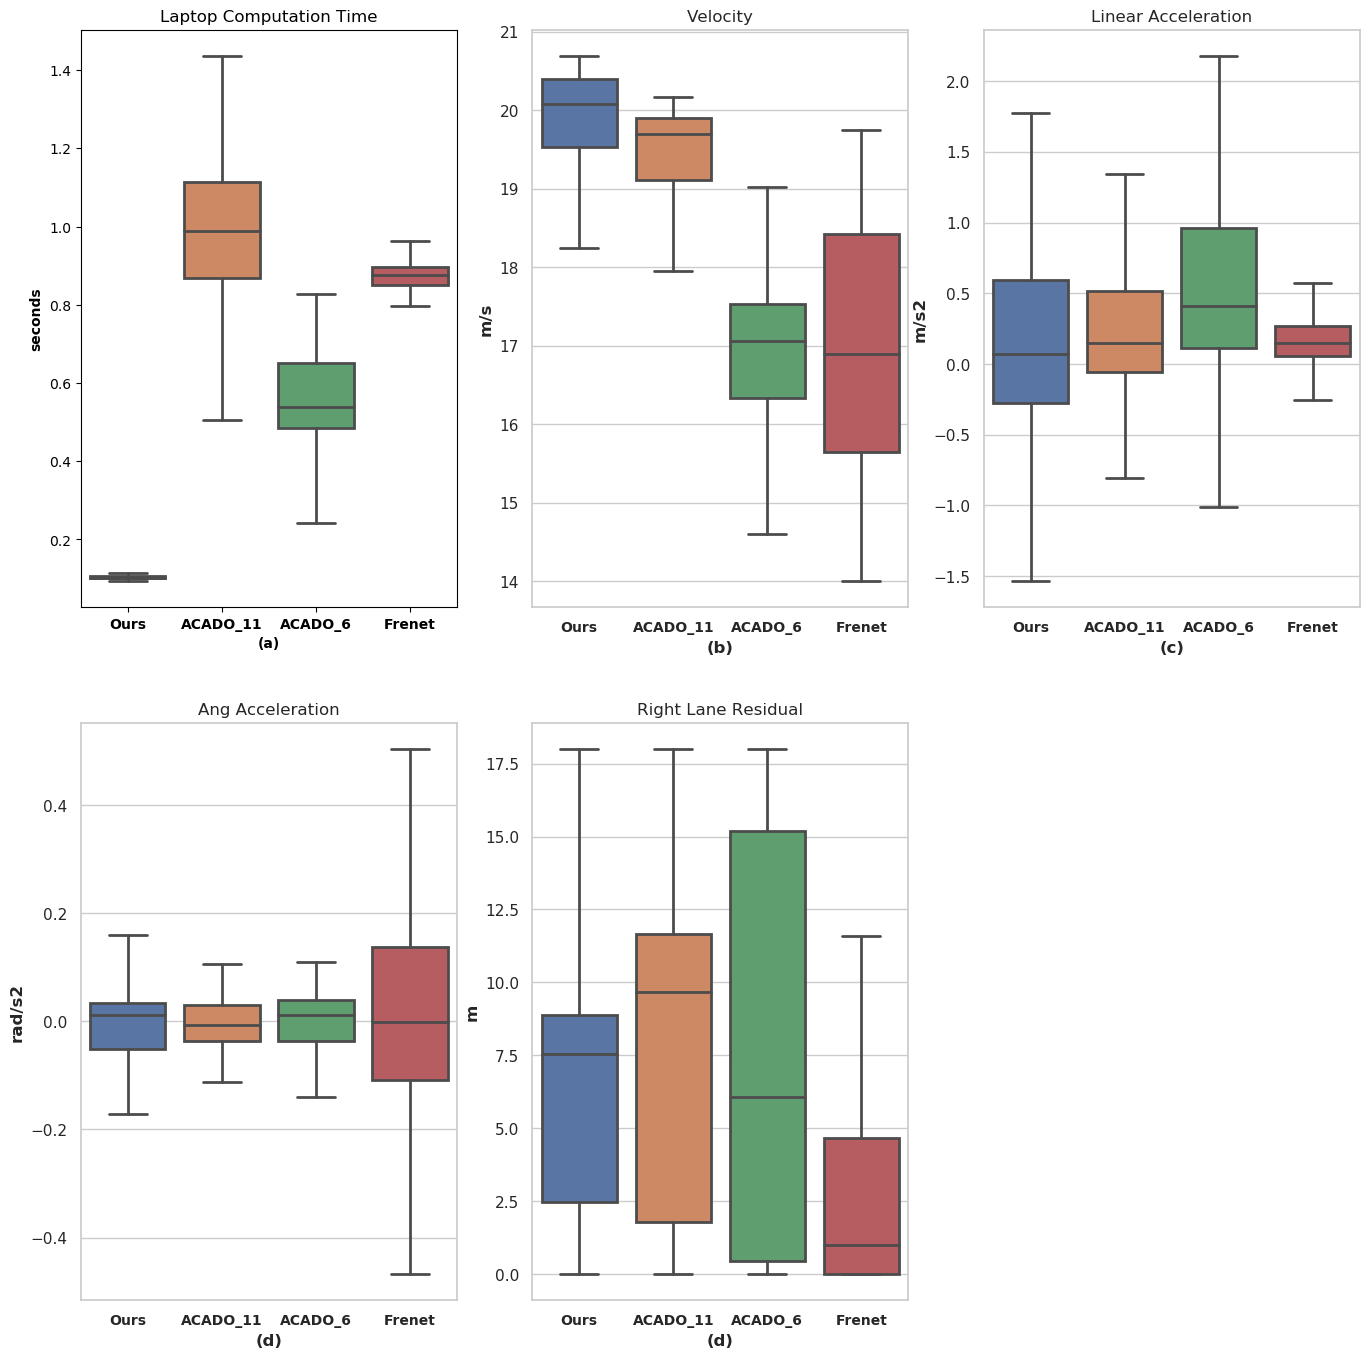 Laptop Computation Time
1.4
1.2
1.0
0.8
0.6
0.4
0.2
seconds
Ours ACADO_11 ACADO_6 Frenet
(a)
Velocity
21
20
19
18
17
16
15
14
m/s
Ours ACADO_11 ACADO_6 Frenet
(b)
Linear Acceleration
2.0
1.5
1.0
0.5
0.0
−0.5
−1.0
−1.5
m/s2
Ours ACADO_11 ACADO_6 Frenet
(c)
Ang Acceleration
0.4
0.2
0.0
−0.2
−0.4
rad/s2
Ours ACADO_11 ACADO_6 Frenet
(d)
Right Lane Residual
17.5
15.0
12.5
10.0
7.5
5.0
2.5
0.0
m
Ours ACADO_11 ACADO_6 Frenet
(d)